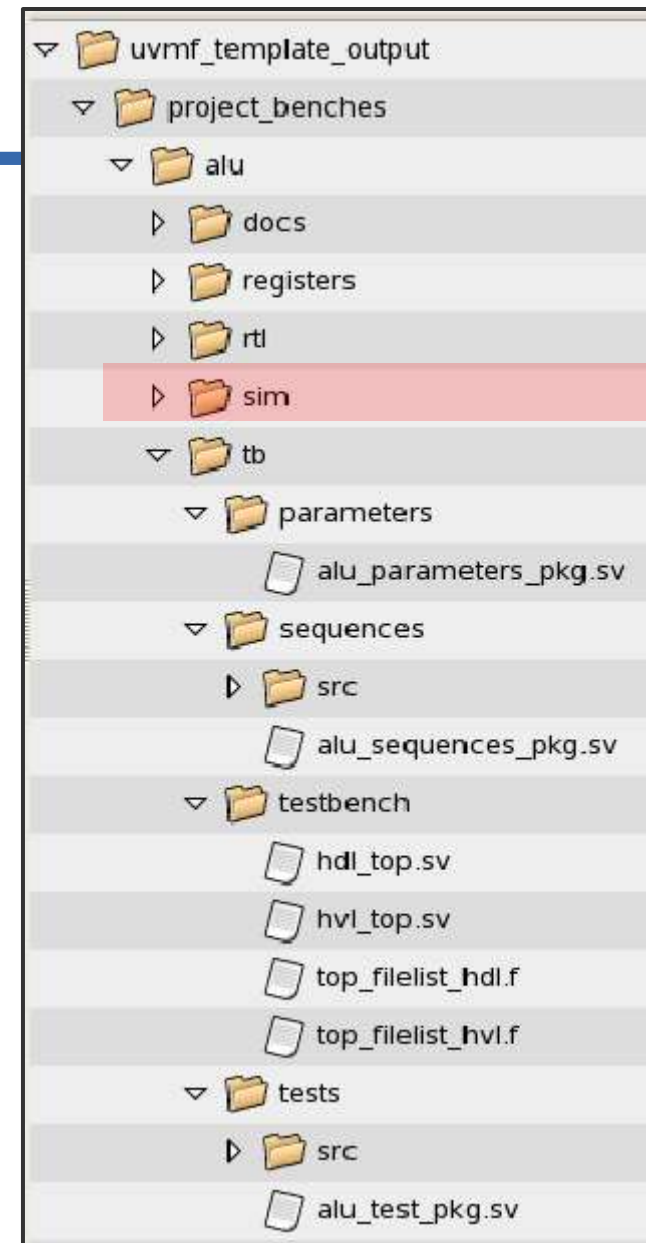 uvmf_template_output
project_benches
alu
docs
registers
rtl
sim
tb
parameters
alu_parameters_pkg.sv
sequences
src
alu_sequences_pkg.sv
testbench
hdl_top.sv
hvl_top.sv
top_filelist_hdl.f
top_filelist_hvl.f
tests
src
alu_test_pkg.sv